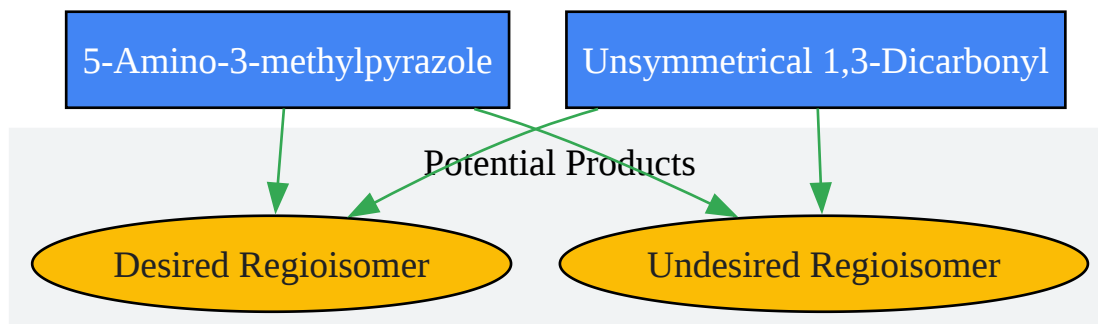 5-Amino-3-methylpyrazole
Unsymmetrical 1,3-Dicarbonyl
Potential Products
Desired Regioisomer
Undesired Regioisomer